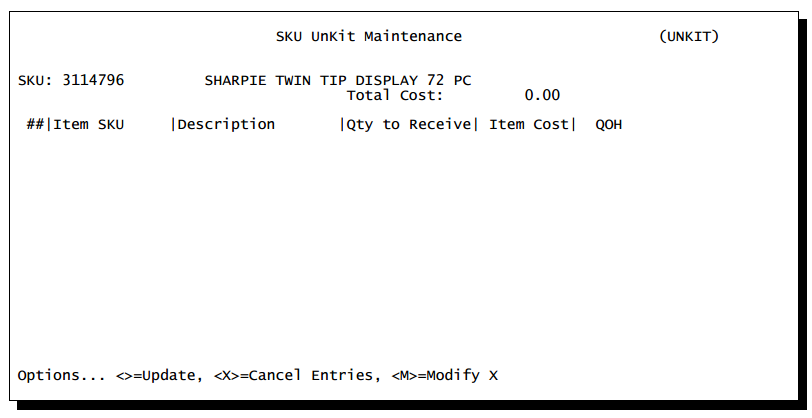 SKU UnKit Maintenance (UNKIT)
SKU: 3114796 SHARPIE TWIN TIP DISPLAY 72 PC
Total Cost: 0.00
##|Item SKU |Description |Qty to Receive| Item Cost| QOH
Options... <>=Update, <X>=Cancel Entries, <M>=Modify X